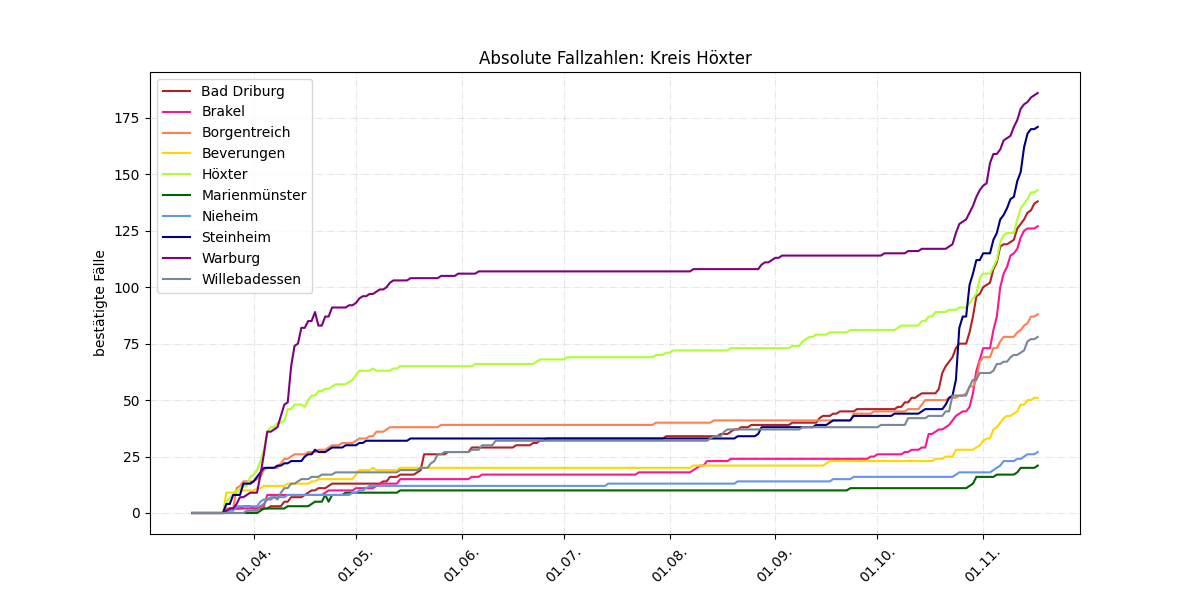 Absolute Fallzahlen: Kreis Höxter
bestätigte Fälle
175
150
125
100
75
50
25
0
Bad Driburg
Brakel
Borgentreich
Beverungen
Höxter
Marienmünster
Nieheim
Steinheim
Warburg
Willebadessen
01.04.
01.05.
01.06.
01.07.
01.08.
01.09.
01.10.
01.11.